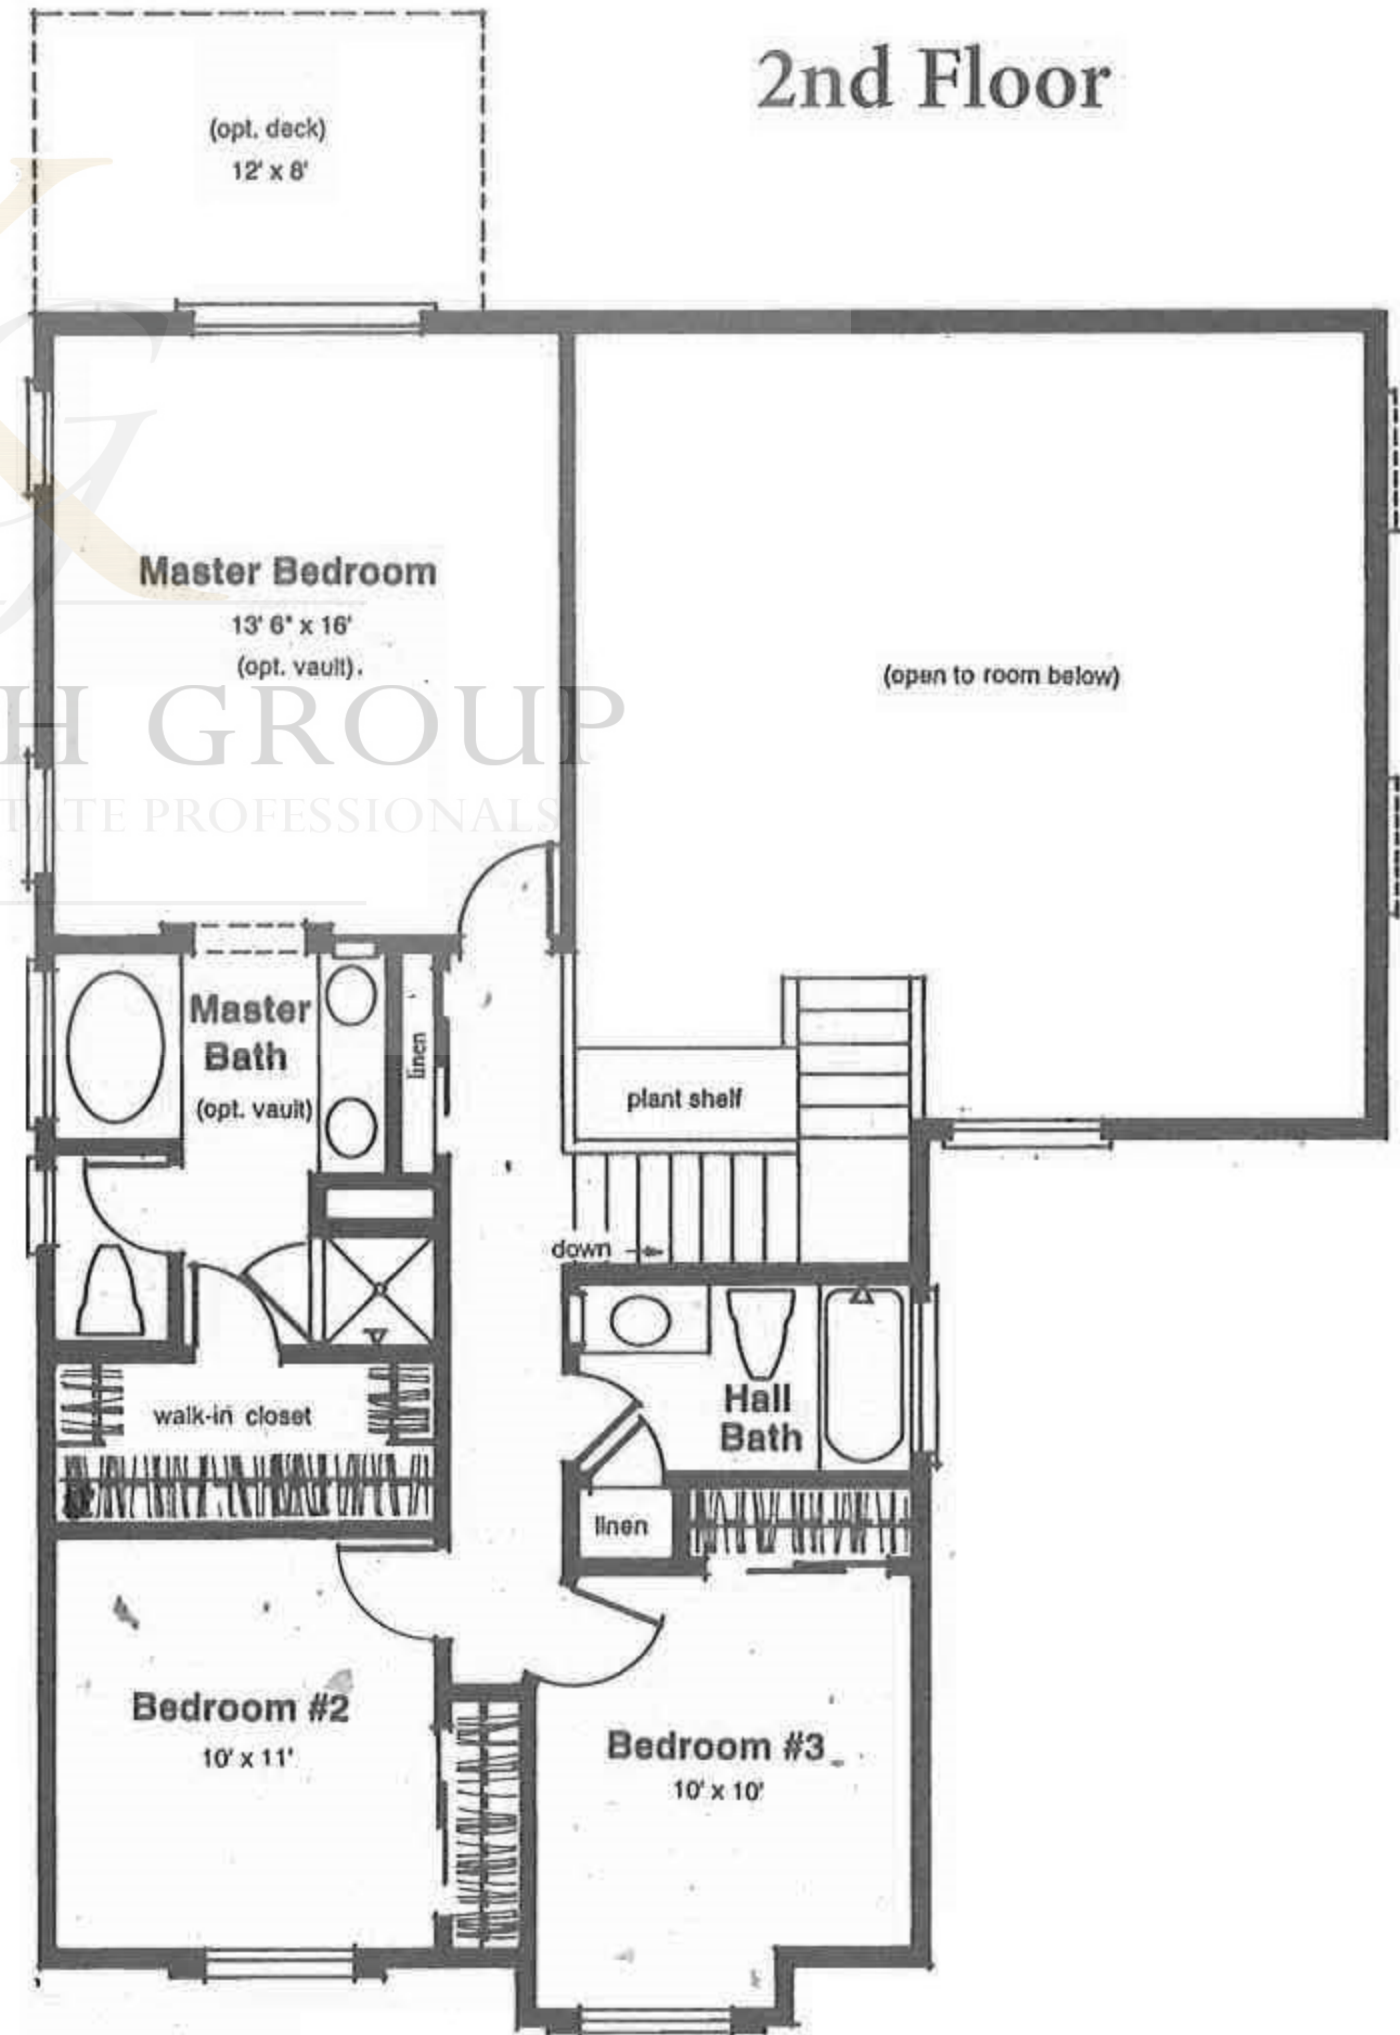 2nd Floor
(opt. deck)
12' x 8'
Master Bedroom
13' 6" x 16'
(opt. vault).
(open to room below)
H GROUP
TATE PROFESSIONALS
Master
Bath
(opt. vault)
linen
plant shelf
down
walk-in closet
Hall
Bath
linen
Bedroom #2
10' x 11'
Bedroom #3
10' x 10'